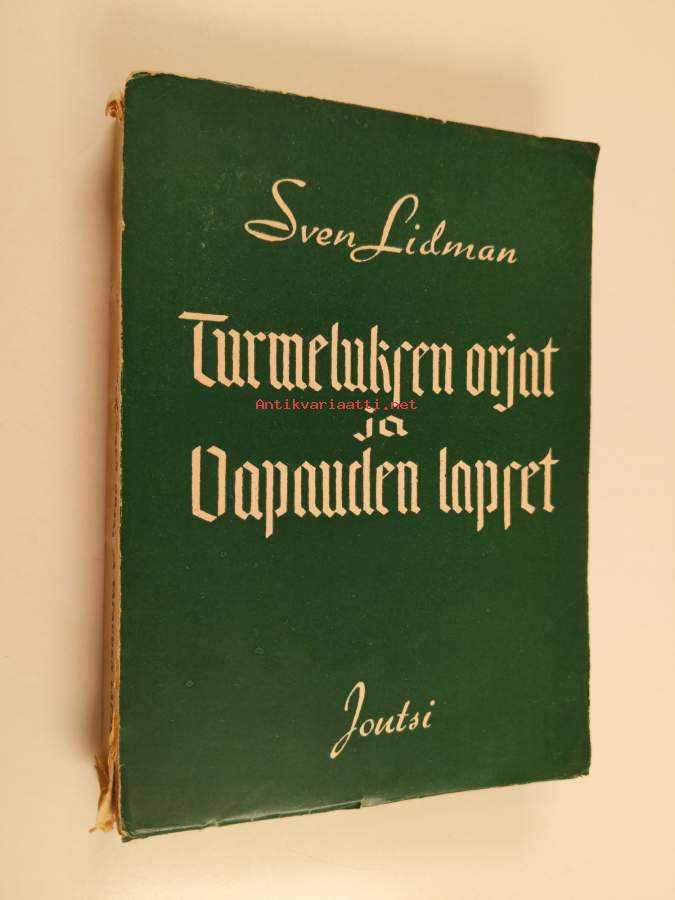 Sven Lidman
Turmelukſen orjat
Antikvariaatti.net
ja
Vapauden lapſet
Joutsi